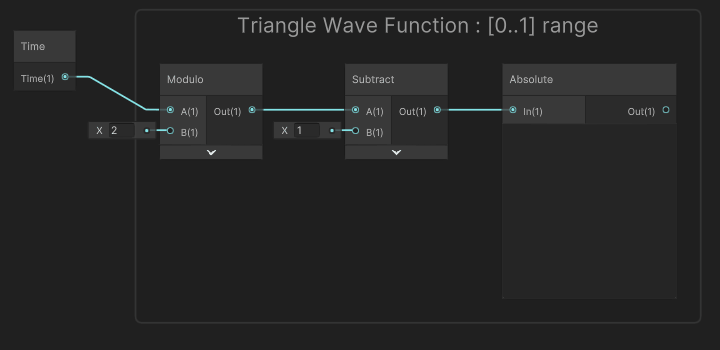 Triangle Wave Function : [0..1] range
Time
Time(1)
Modulo
A(1) Out(1)
X 2
B(1)
Subtract
A(1) Out(1)
X 1
B(1)
Absolute
In(1) Out(1)